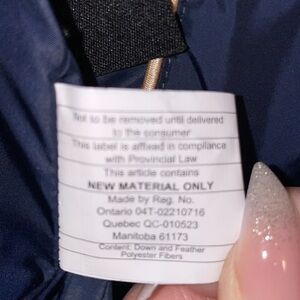 Not to be removed until delivered
to the consumer
This label is affixed in compliance
with Provincial Law
This article contains
NEW MATERIAL ONLY
Made by Reg. No.
Ontario 04T-02210716
Quebec QC-010523
Manitoba 61173
Content: Down and Feather
Polyester Fibers